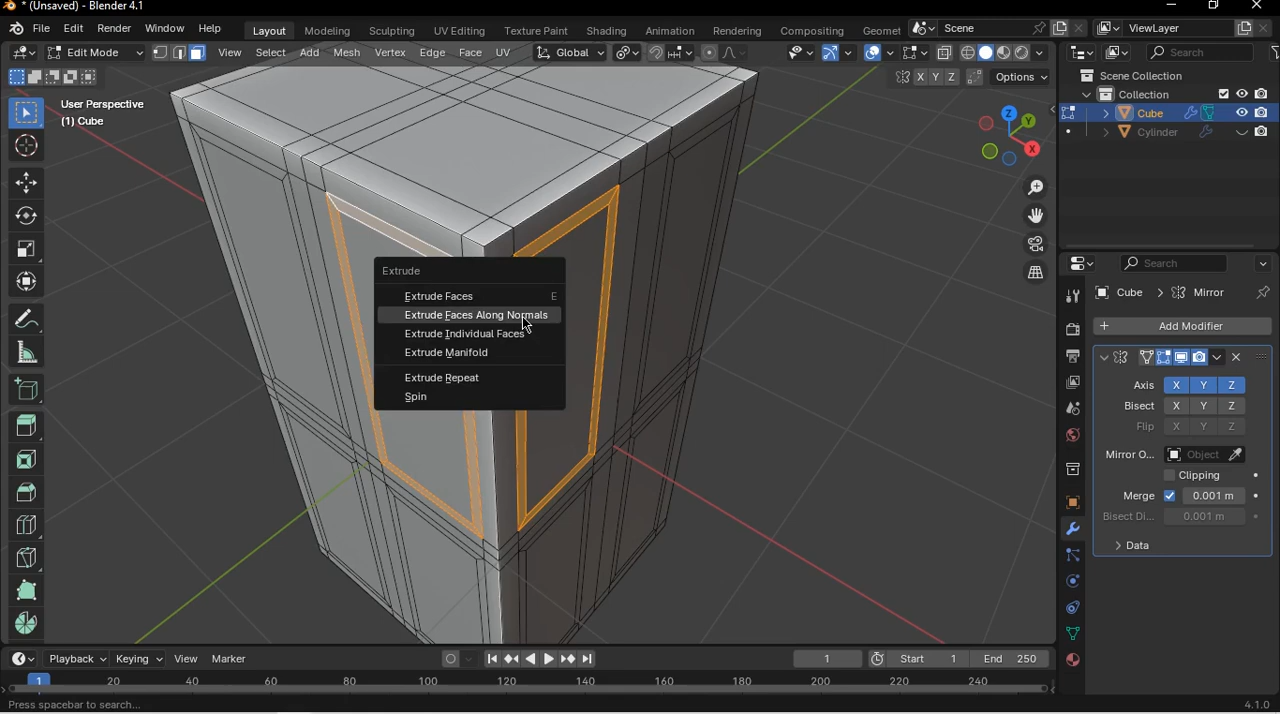 * (Unsaved) - Blender 4.1
File Edit Render Window Help Layout Modeling Sculpting UV Editing Texture Paint Shading Animation Rendering Compositing Geomet Scene ViewLayer
Edit Mode View Select Add Mesh Vertex Edge Face UV Global Search
X Y Z Options
User Perspective
(1) Cube
Scene Collection
Collection
Cube
Cylinder
Z
Y
X
Extrude
Extrude Faces E
Extrude Faces Along Normals
Extrude Individual Faces
Extrude Manifold
Extrude Repeat
Spin
Search
Cube > Mirror
+ Add Modifier
Axis X Y Z
Bisect X Y Z
Flip X Y Z
Mirror O... Object
Clipping
Merge 0.001 m
Bisect Di... 0.001 m
> Data
Playback Keying View Marker 1 Start 1 End 250
1 20 40 60 80 100 120 140 160 180 200 220 240
Press spacebar to search... 4.1.0